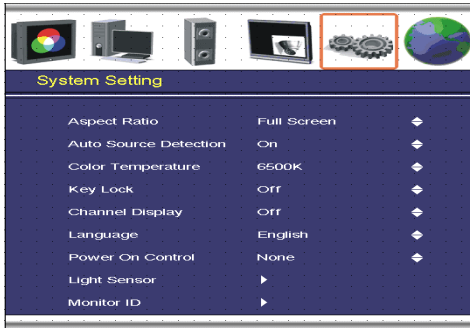 System Setting
Aspect Ratio Full Screen
Auto Source Detection On
Color Temperature 6500K
Key Lock Off
Channel Display Off
Language English
Power On Control None
Light Sensor
Monitor ID